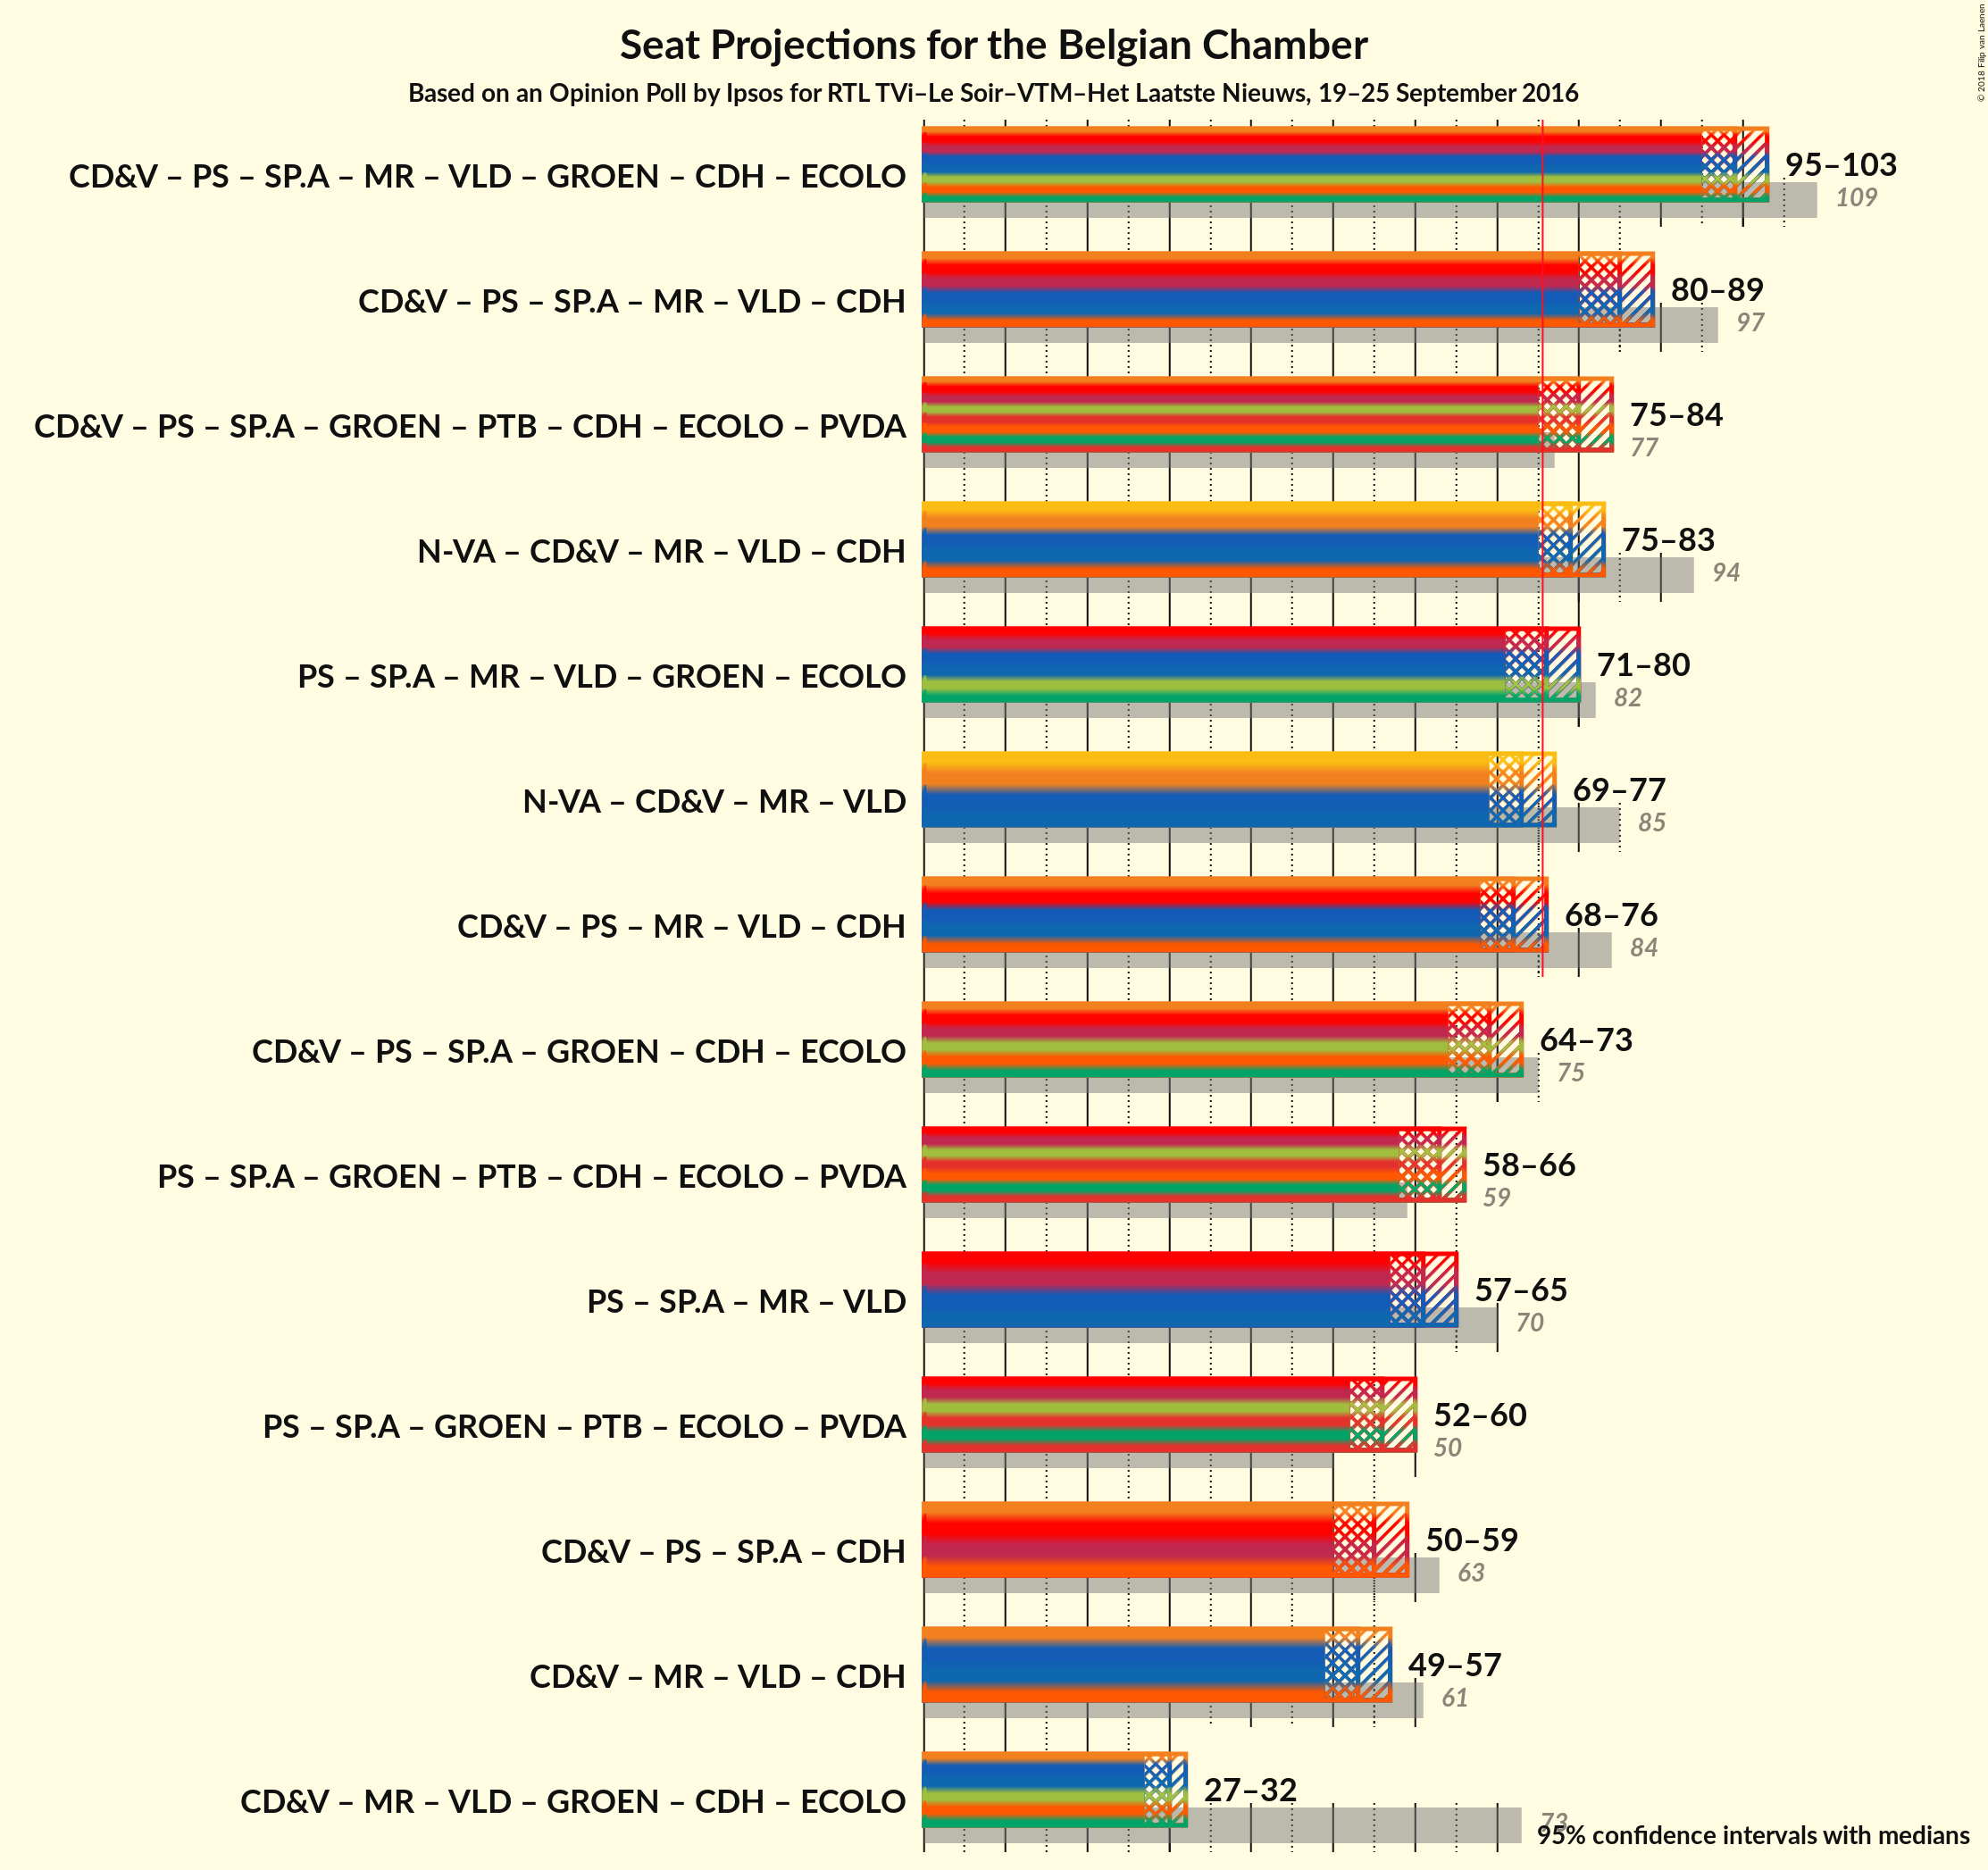 Seat Projections for the Belgian Chamber
Based on an Opinion Poll by Ipsos for RTL TVi–Le Soir–VTM–Het Laatste Nieuws, 19–25 September 2016
© 2018 Filip van Laenen
CD&V – PS – SP.A – MR – VLD – GROEN – CDH – ECOLO
95–103
109
CD&V – PS – SP.A – MR – VLD – CDH
80–89
97
CD&V – PS – SP.A – GROEN – PTB – CDH – ECOLO – PVDA
75–84
77
N-VA – CD&V – MR – VLD – CDH
75–83
94
PS – SP.A – MR – VLD – GROEN – ECOLO
71–80
82
N-VA – CD&V – MR – VLD
69–77
85
CD&V – PS – MR – VLD – CDH
68–76
84
CD&V – PS – SP.A – GROEN – CDH – ECOLO
64–73
75
PS – SP.A – GROEN – PTB – CDH – ECOLO – PVDA
58–66
59
PS – SP.A – MR – VLD
57–65
70
PS – SP.A – GROEN – PTB – ECOLO – PVDA
52–60
50
CD&V – PS – SP.A – CDH
50–59
63
CD&V – MR – VLD – CDH
49–57
61
CD&V – MR – VLD – GROEN – CDH – ECOLO
27–32
73
95% confidence intervals with medians